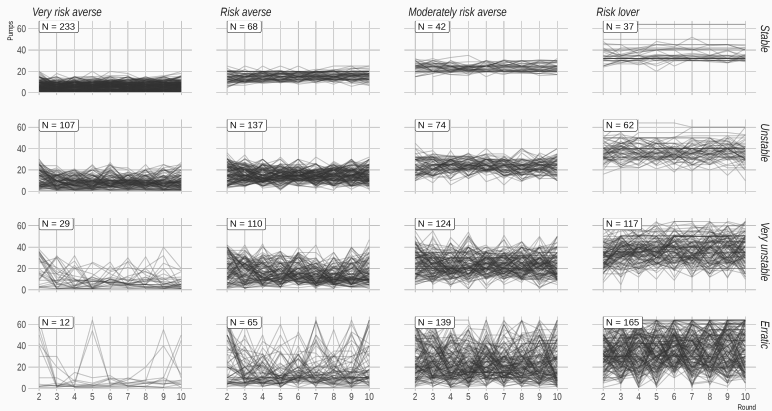 Very risk averse Risk averse Moderately risk averse Risk lover
Pumps
60 N = 233 N = 68 N = 42 N = 37 Stable
40
20
0
60 N = 107 N = 137 N = 74 N = 62 Unstable
40
20
0
60 N = 29 N = 110 N = 124 N = 117 Very unstable
40
20
0
60 N = 12 N = 65 N = 139 N = 165 Erratic
40
20
0
2 3 4 5 6 7 8 9 10 2 3 4 5 6 7 8 9 10 2 3 4 5 6 7 8 9 10 2 3 4 5 6 7 8 9 10
Round